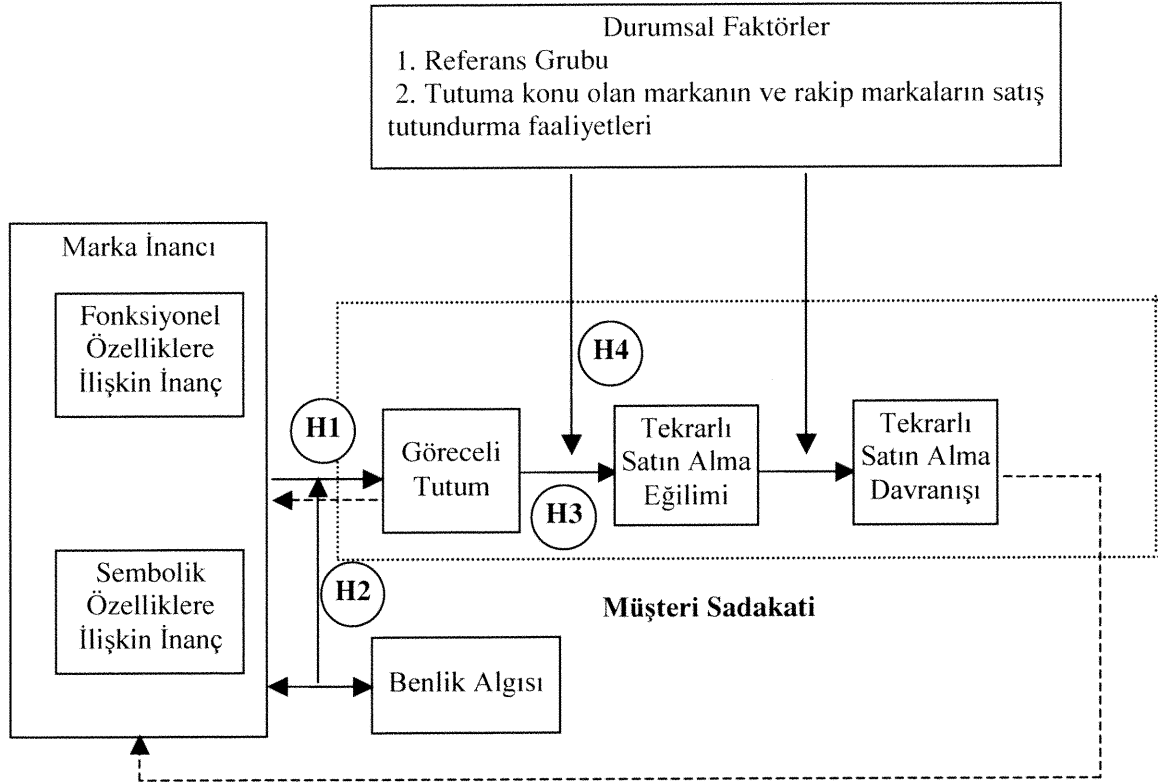 Durumsal Faktörler
1. Referans Grubu
2. Tutuma konu olan markanın ve rakip markaların satış
tutundurma faaliyetleri
Marka İnancı
Fonksiyonel
Özelliklere
İlişkin İnanç
H1
Göreceli
Tutum
H4
H3
Tekrarlı
Satın Alma
Eğilimi
Tekrarlı
Satın Alma
Davranışı
Sembolik
Özelliklere
İlişkin İnanç
H2
Müşteri Sadakati
Benlik Algısı